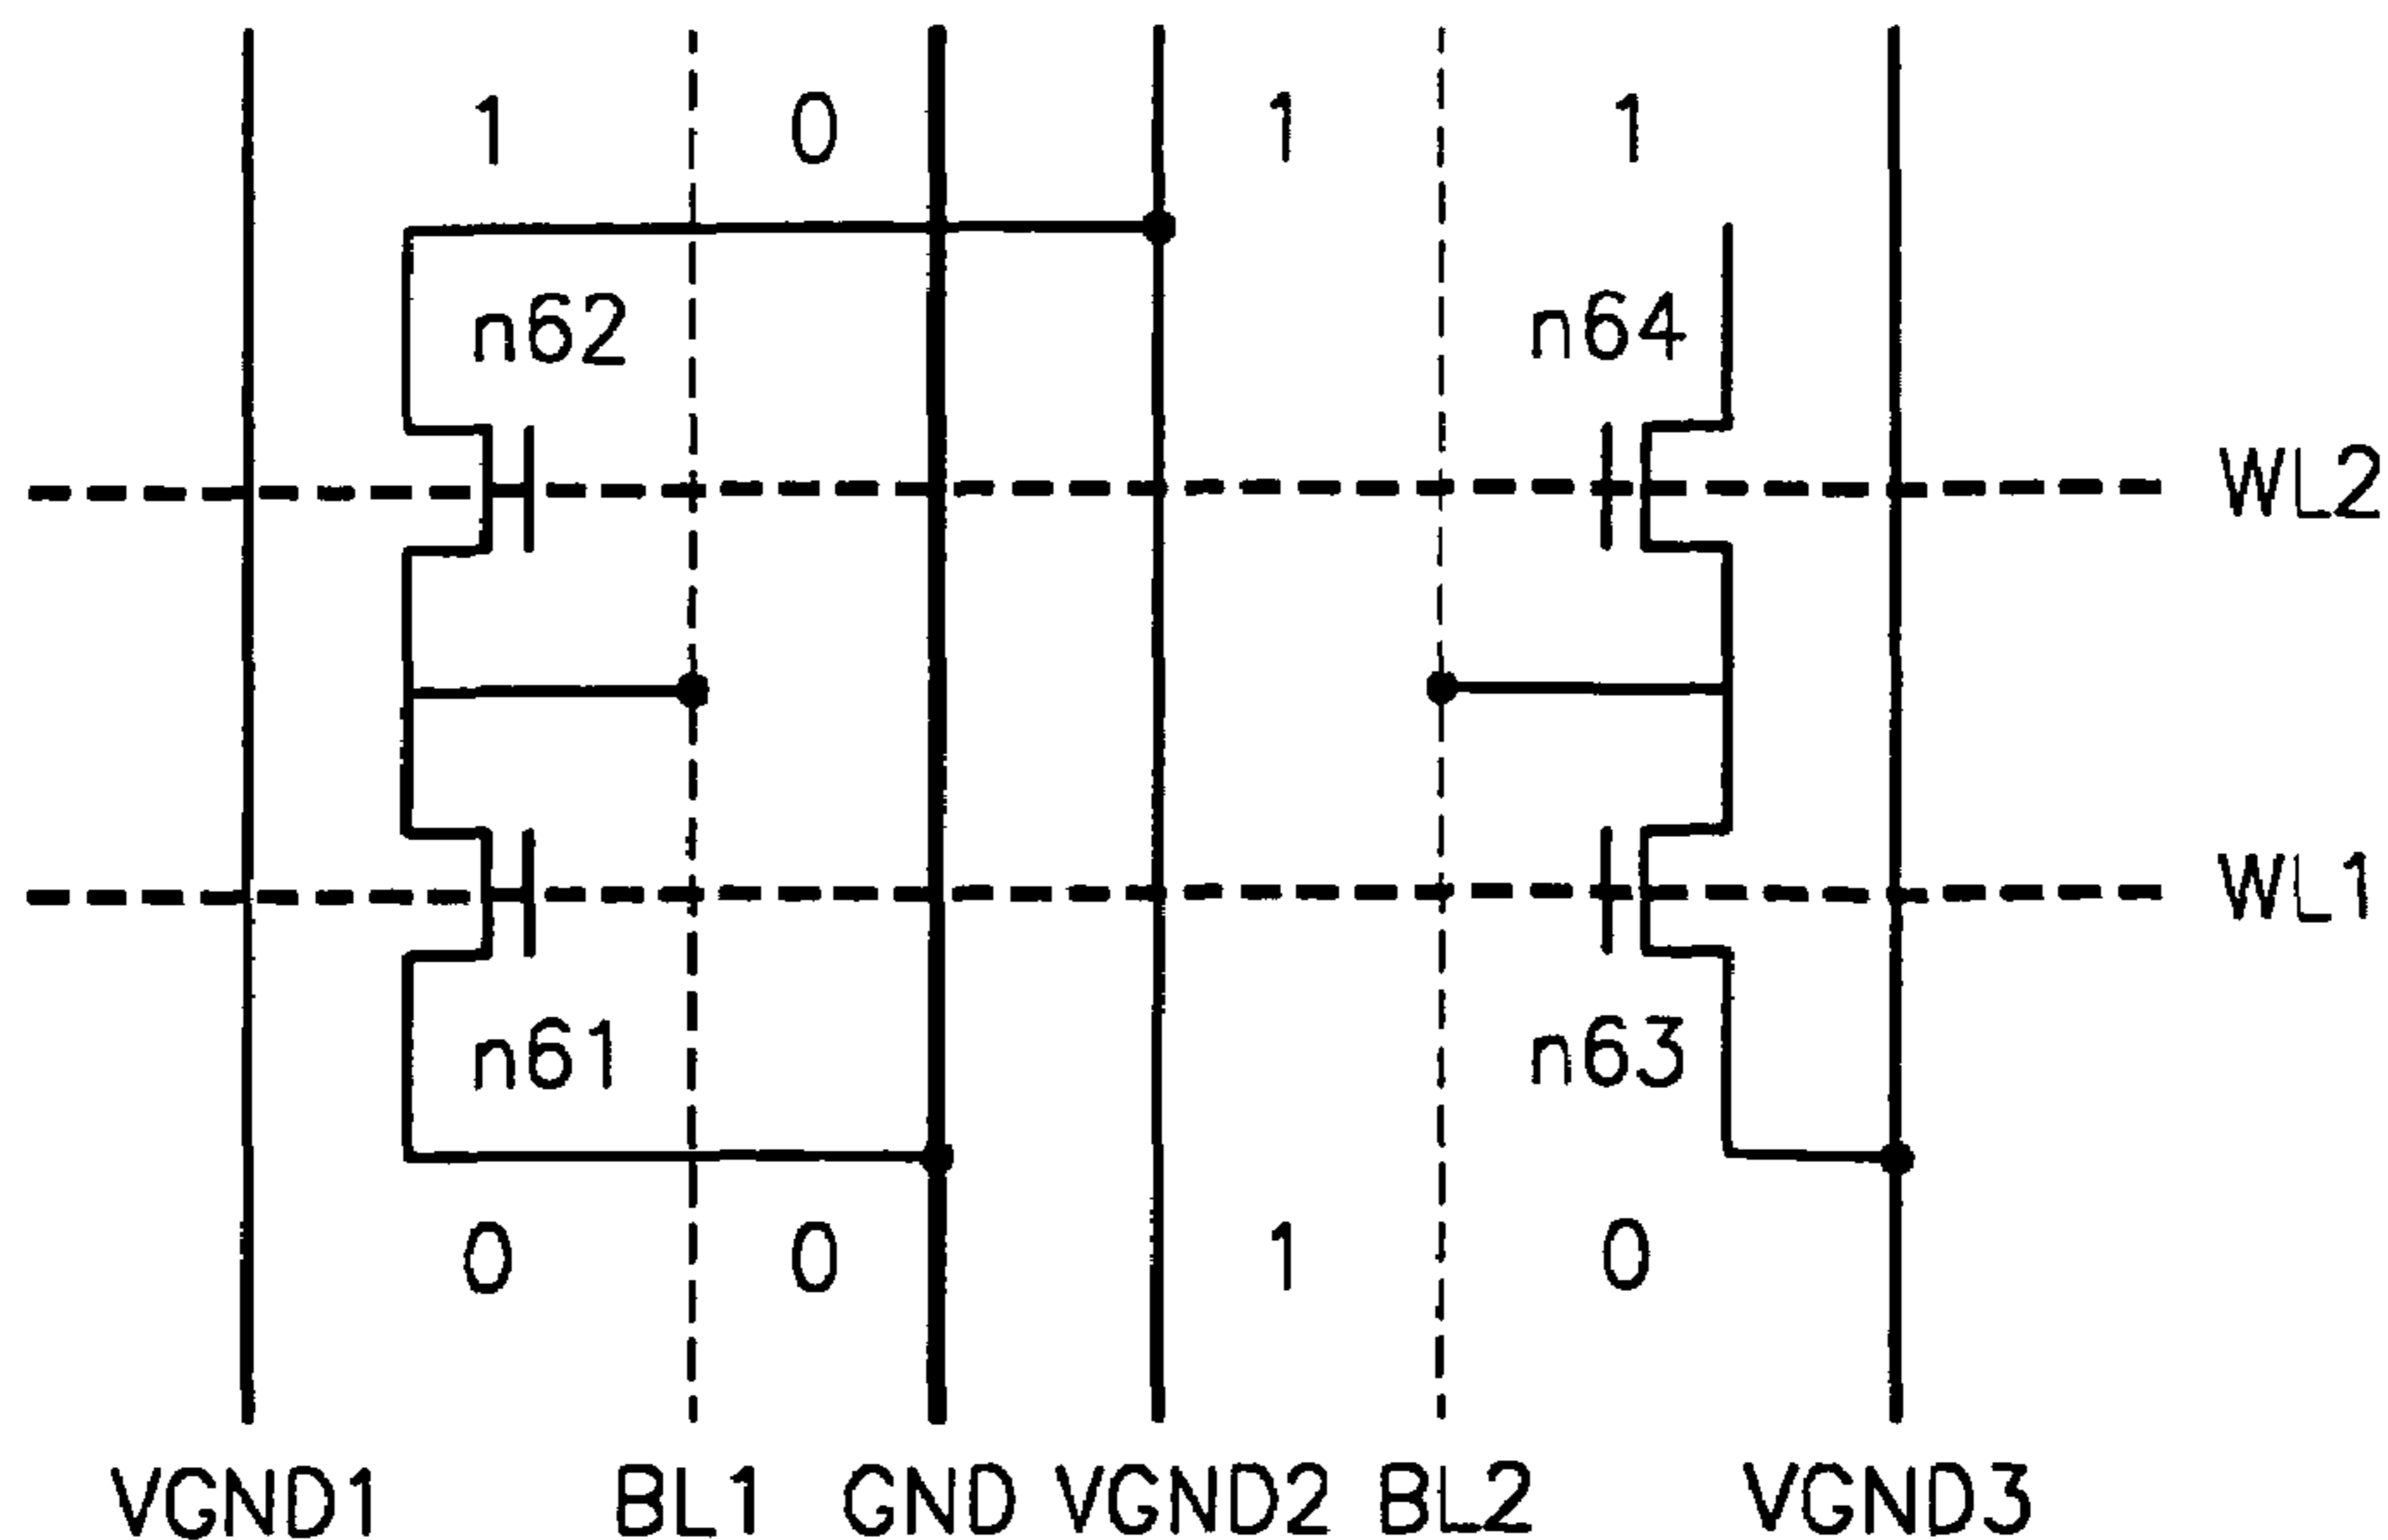 1 0 1 1
n62 n64
WL2
WL1
n61 n63
0 0 1 0
VGND1 BL1 GND VGND2 BL2 VGND3